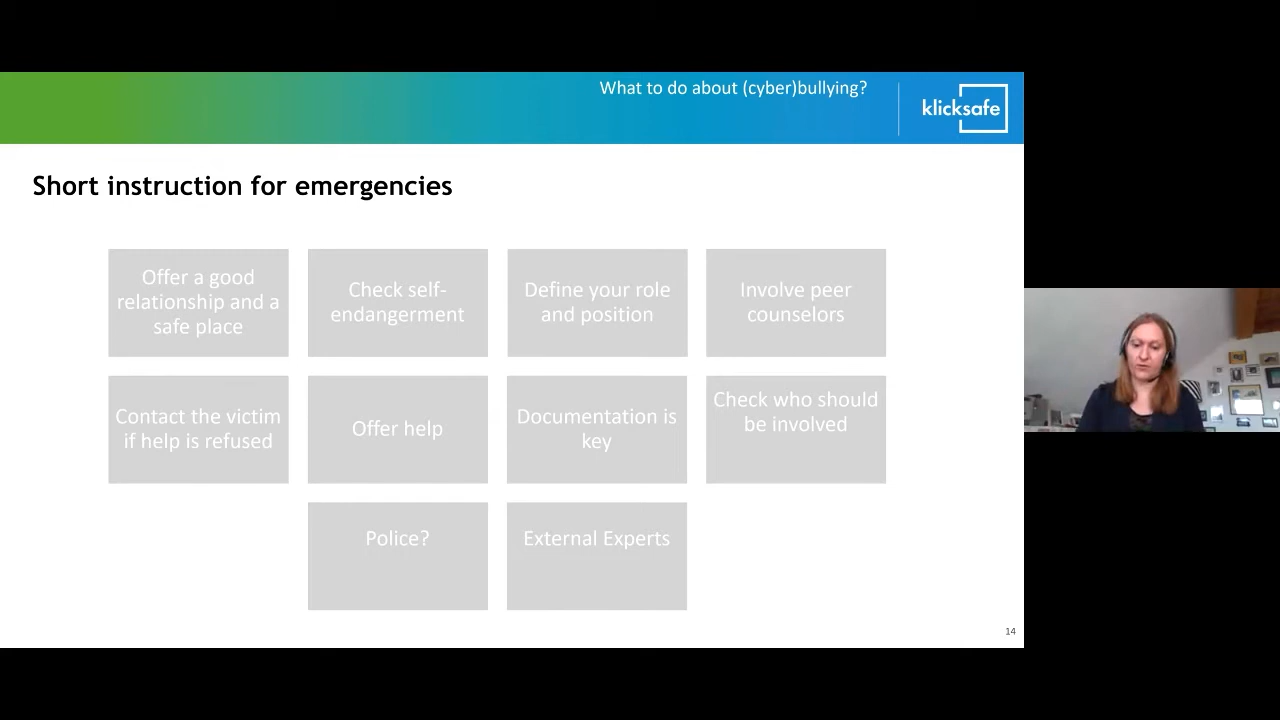 What to do about (cyber)bullying?
klicksafe
Short instruction for emergencies
Offer a good
relationship and a
safe place
Check self-
endangerment
Define your role
and position
Involve peer
counselors
Contact the victim
if help is refused
Offer help
Documentation is
key
Check who should
be involved
Police?
External Experts
14